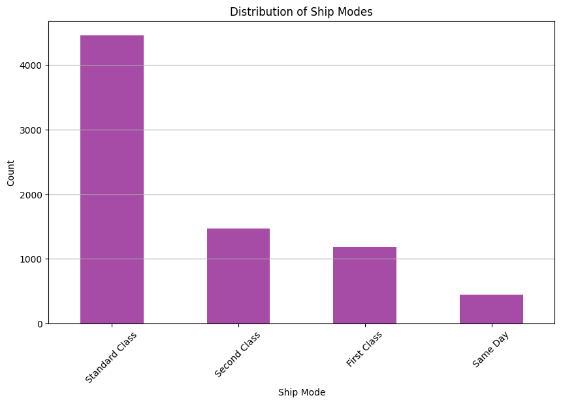 Distribution of Ship Modes
4000
3000
2000
1000
0
Count
Standard Class
Second Class
First Class
Same Day
Ship Mode